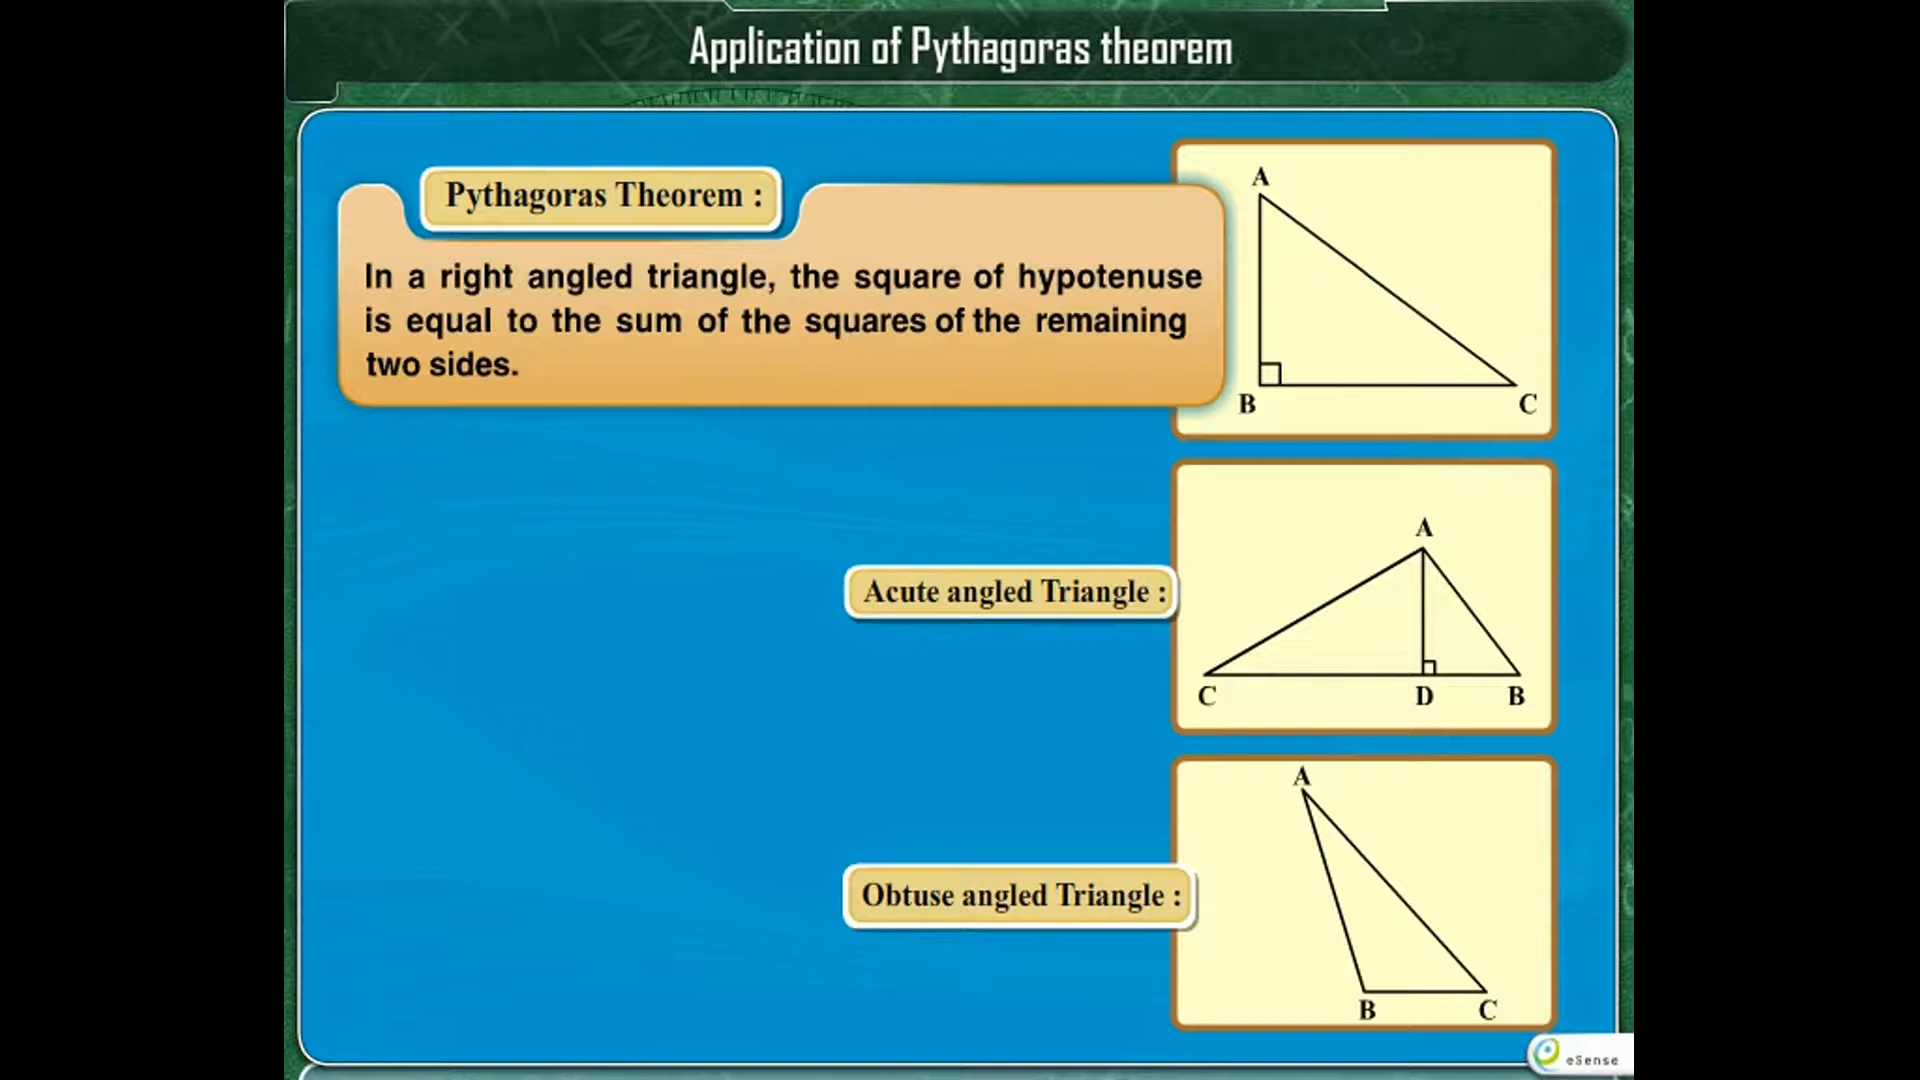 Application of Pythagoras theorem
Pythagoras Theorem :
In a right angled triangle, the square of hypotenuse
is equal to the sum of the squares of the remaining
two sides.
A
B
C
Acute angled Triangle :
A
C
D
B
Obtuse angled Triangle :
A
B
C
eSense